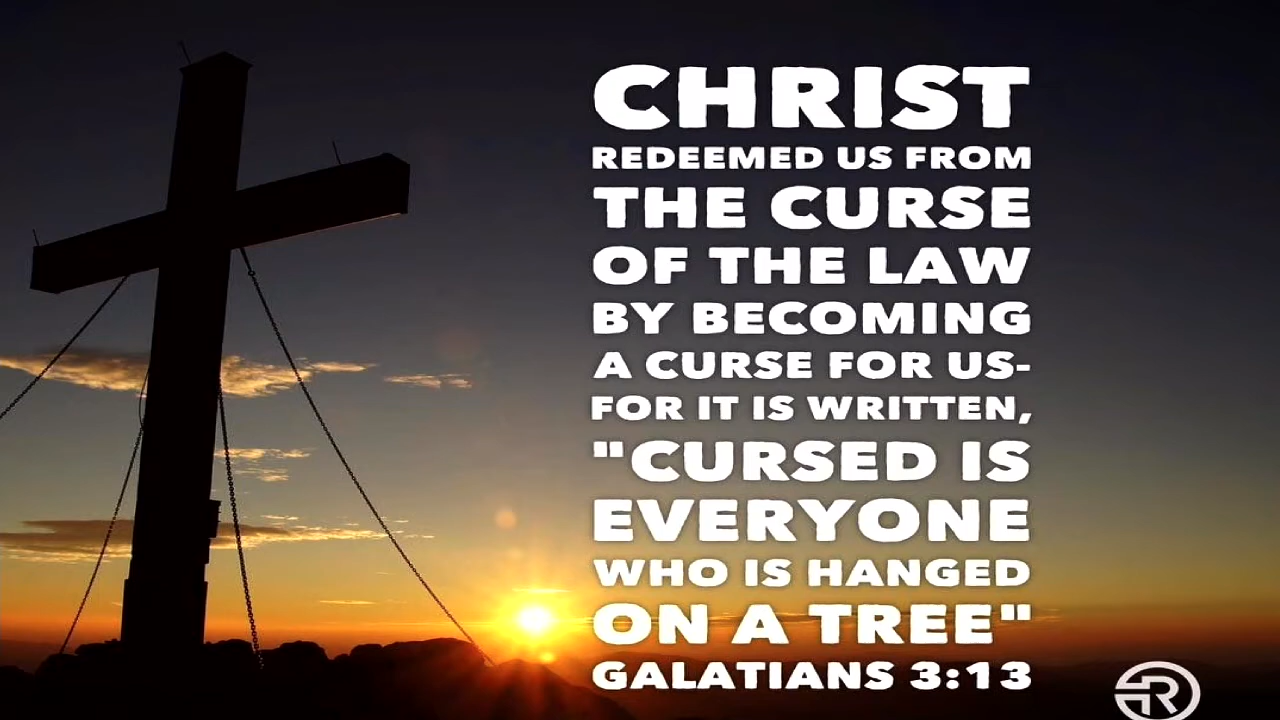 CHRIST
REDEEMED US FROM
THE CURSE
OF THE LAW
BY BECOMING
A CURSE FOR US-
FOR IT IS WRITTEN,
"CURSED IS
EVERYONE
WHO IS HANGED
ON A TREE"
GALATIANS 3:13
R